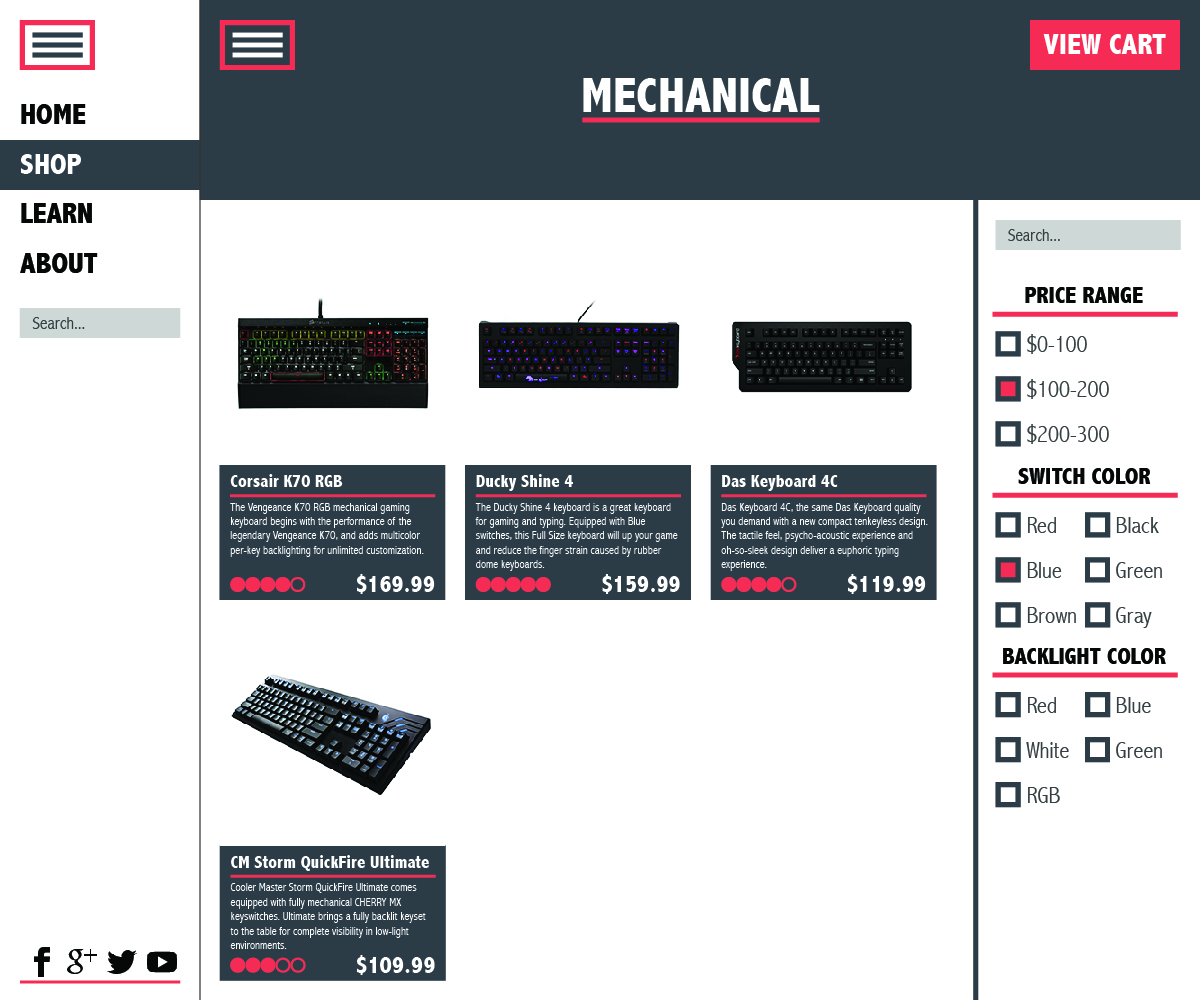 HOME
SHOP
LEARN
ABOUT
Search...
MECHANICAL
VIEW CART
Corsair K70 RGB
The Vengeance K70 RGB mechanical gaming
keyboard begins with the performance of the
legendary Vengeance K70, and adds multicolor
per-key backlighting for unlimited customization.
$169.99
Ducky Shine 4
The Ducky Shine 4 keyboard is a great keyboard
for gaming and typing. Equipped with Blue
switches, this Full Size keyboard will up your game
and reduce the finger strain caused by rubber
dome keyboards.
$159.99
Das Keyboard 4C
Das Keyboard 4C, the same Das Keyboard quality
you demand with a new compact tenkeyless design.
The tactile feel, psycho-acoustic experience and
oh-so-sleek design deliver a euphoric typing
experience.
$119.99
CM Storm QuickFire Ultimate
Cooler Master Storm QuickFire Ultimate comes
equipped with fully mechanical CHERRY MX
keyswitches. Ultimate brings a fully backlit keyset
to the table for complete visibility in low-light
environments.
$109.99
Search...
PRICE RANGE
$0-100
$100-200
$200-300
SWITCH COLOR
Red Black
Blue Green
Brown Gray
BACKLIGHT COLOR
Red Blue
White Green
RGB
f g+